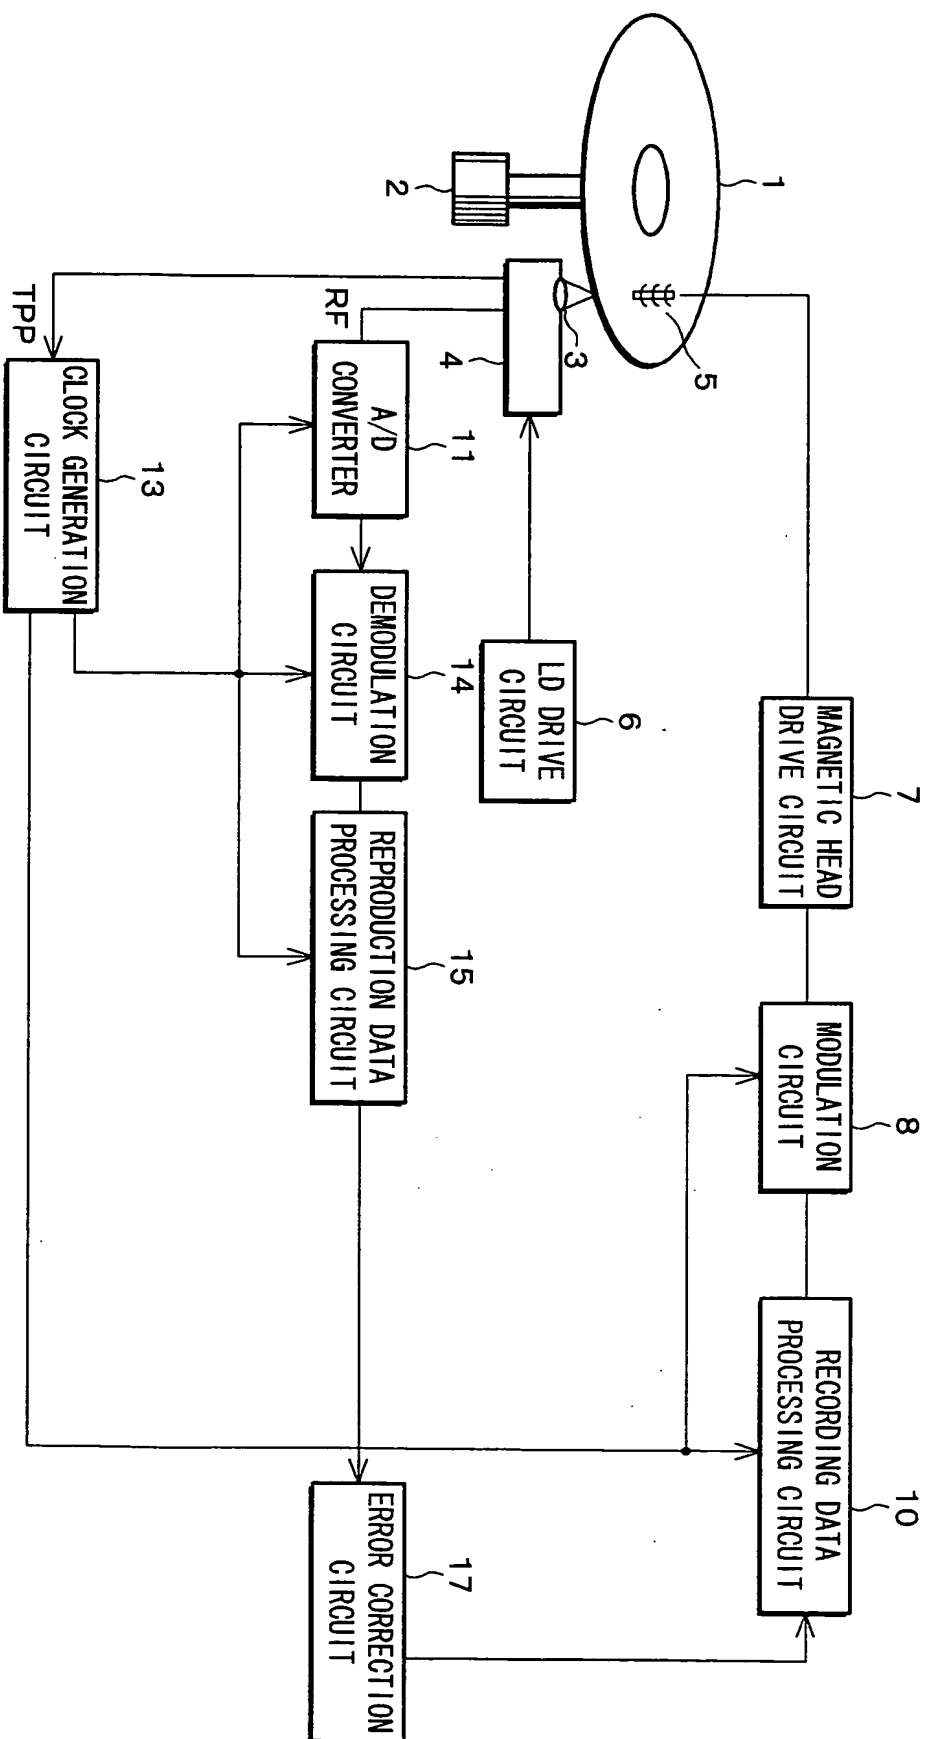 1
2
3
4
5
MAGNETIC HEAD
DRIVE CIRCUIT
7
MODULATION
CIRCUIT
8
RECORDING DATA
PROCESSING CIRCUIT
10
LD DRIVE
CIRCUIT
6
RF
A/D
CONVERTER
11
DEMODULATION
CIRCUIT
14
REPRODUCTION DATA
PROCESSING CIRCUIT
15
ERROR CORRECTION
CIRCUIT
17
TPP
CLOCK GENERATION
CIRCUIT
13